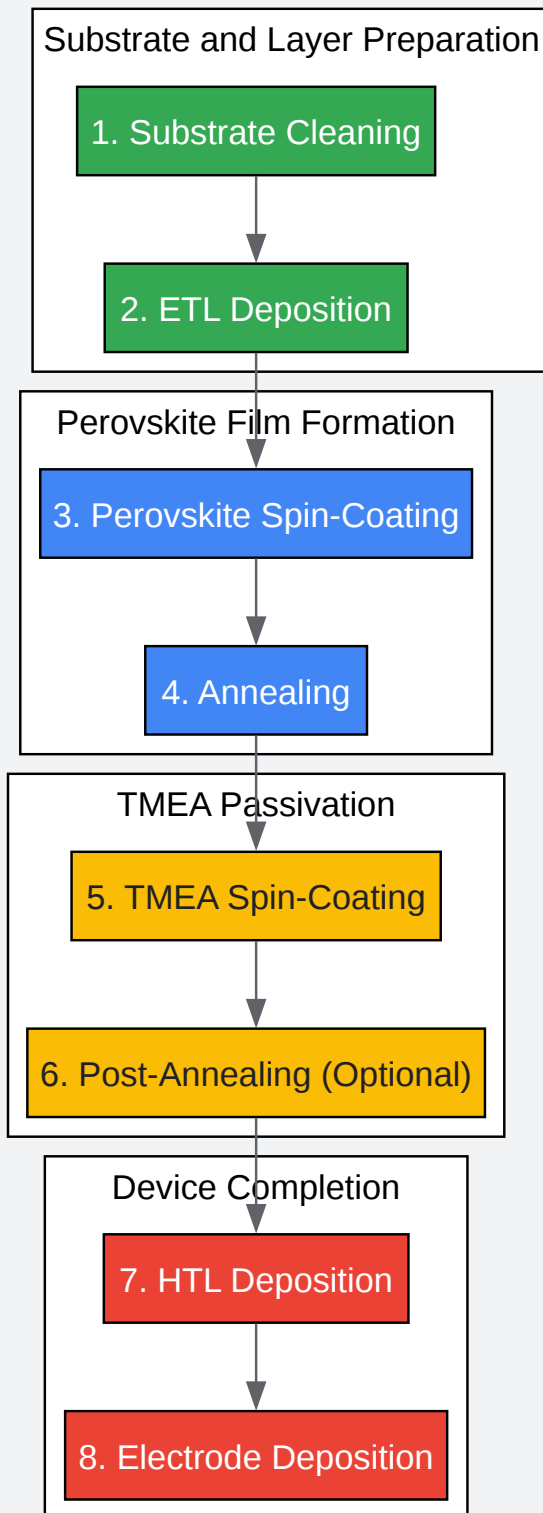 Substrate and Layer Preparation
1. Substrate Cleaning
2. ETL Deposition
Perovskite Film Formation
3. Perovskite Spin-Coating
4. Annealing
TMEA Passivation
5. TMEA Spin-Coating
6. Post-Annealing (Optional)
Device Completion
7. HTL Deposition
8. Electrode Deposition